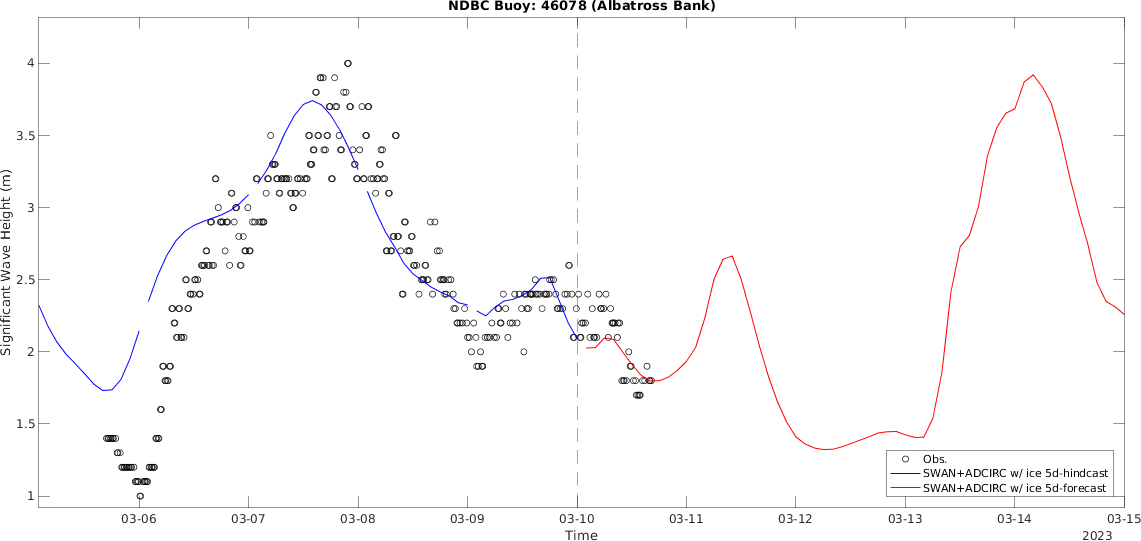 NDBC Buoy: 46078 (Albatross Bank)
Significant Wave Height (m)
4
3.5
3
2.5
2
1.5
1
Obs.
SWAN+ADCIRC w/ ice 5d-hindcast
SWAN+ADCIRC w/ ice 5d-forecast
03-06 03-07 03-08 03-09 03-10 03-11 03-12 03-13 03-14 03-15
Time
2023